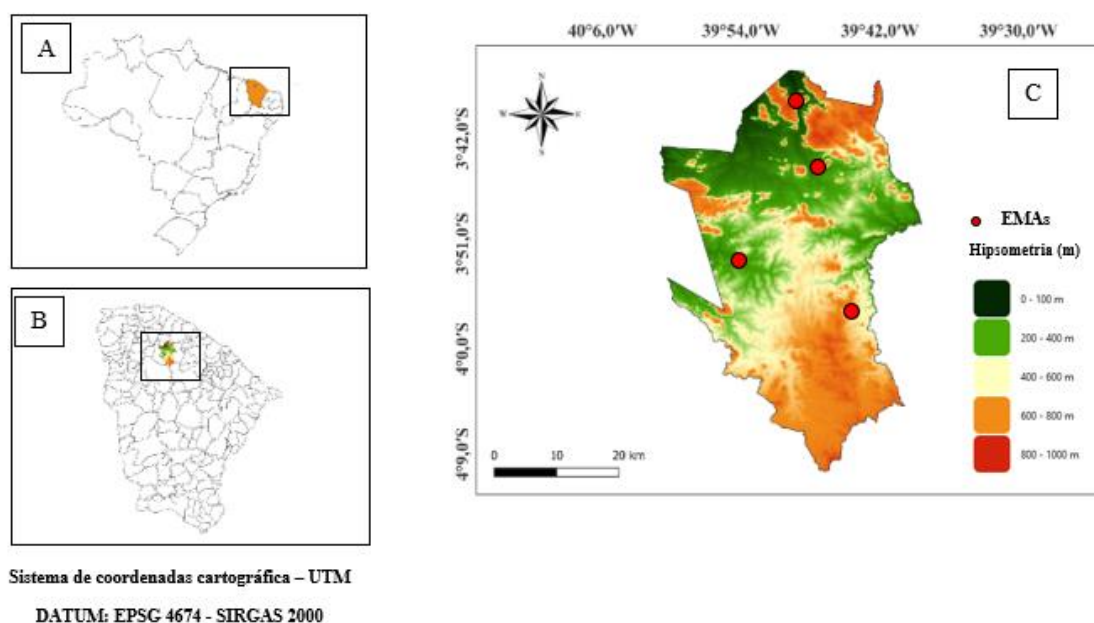 A
B
Sistema de coordenadas cartográfica – UTM
DATUM: EPSG 4674 - SIRGAS 2000
40°6,0'W 39°54,0'W 39°42,0'W 39°30,0'W
C
3°42,0'S
3°51,0'S
4°0,0'S
4°9,0'S
N
W E
S
EMAs
Hipsometria (m)
0 - 100 m
200 - 400 m
400 - 600 m
600 - 800 m
800 - 1000 m
0 10 20 km